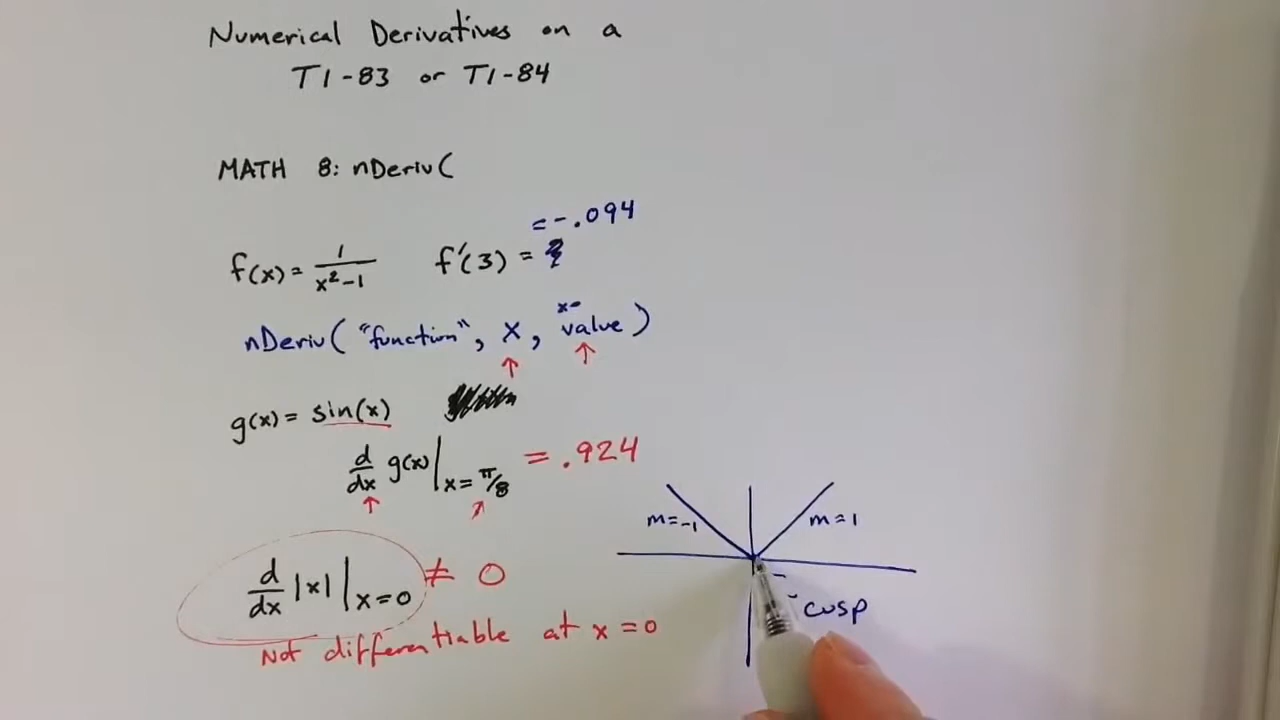 Numerical Derivatives on a
TI-83 or TI-84
MATH 8: nDeriv(
= -.094
f(x) = 1/(x²-1) f'(3) =
x-
nDeriv("function", X, value)
g(x) = sin(x)
d/dx g(x)|x=π/8 = .924
m=-1 m=1
d/dx |x||x=0 ≠ 0
cusp
Not differentiable at x=0